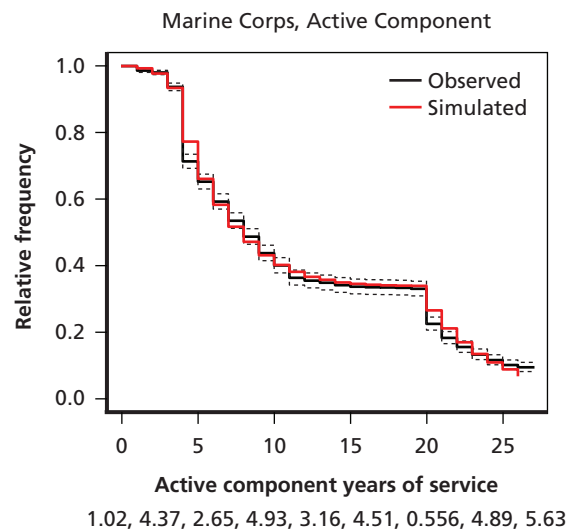 Marine Corps, Active Component
Relative frequency
1.0
0.8
0.6
0.4
0.2
0.0
Observed
Simulated
0 5 10 15 20 25
Active component years of service
1.02, 4.37, 2.65, 4.93, 3.16, 4.51, 0.556, 4.89, 5.63